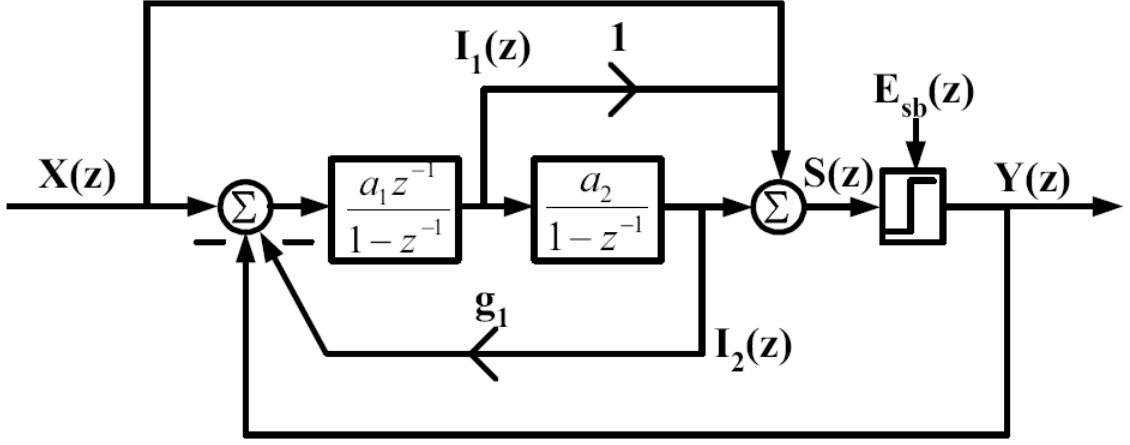 I₁(z)
1
E_sb(z)
X(z)
Σ
a₁z⁻¹
1 − z⁻¹
a₂
1 − z⁻¹
Σ
S(z)
Y(z)
− −
g₁
I₂(z)